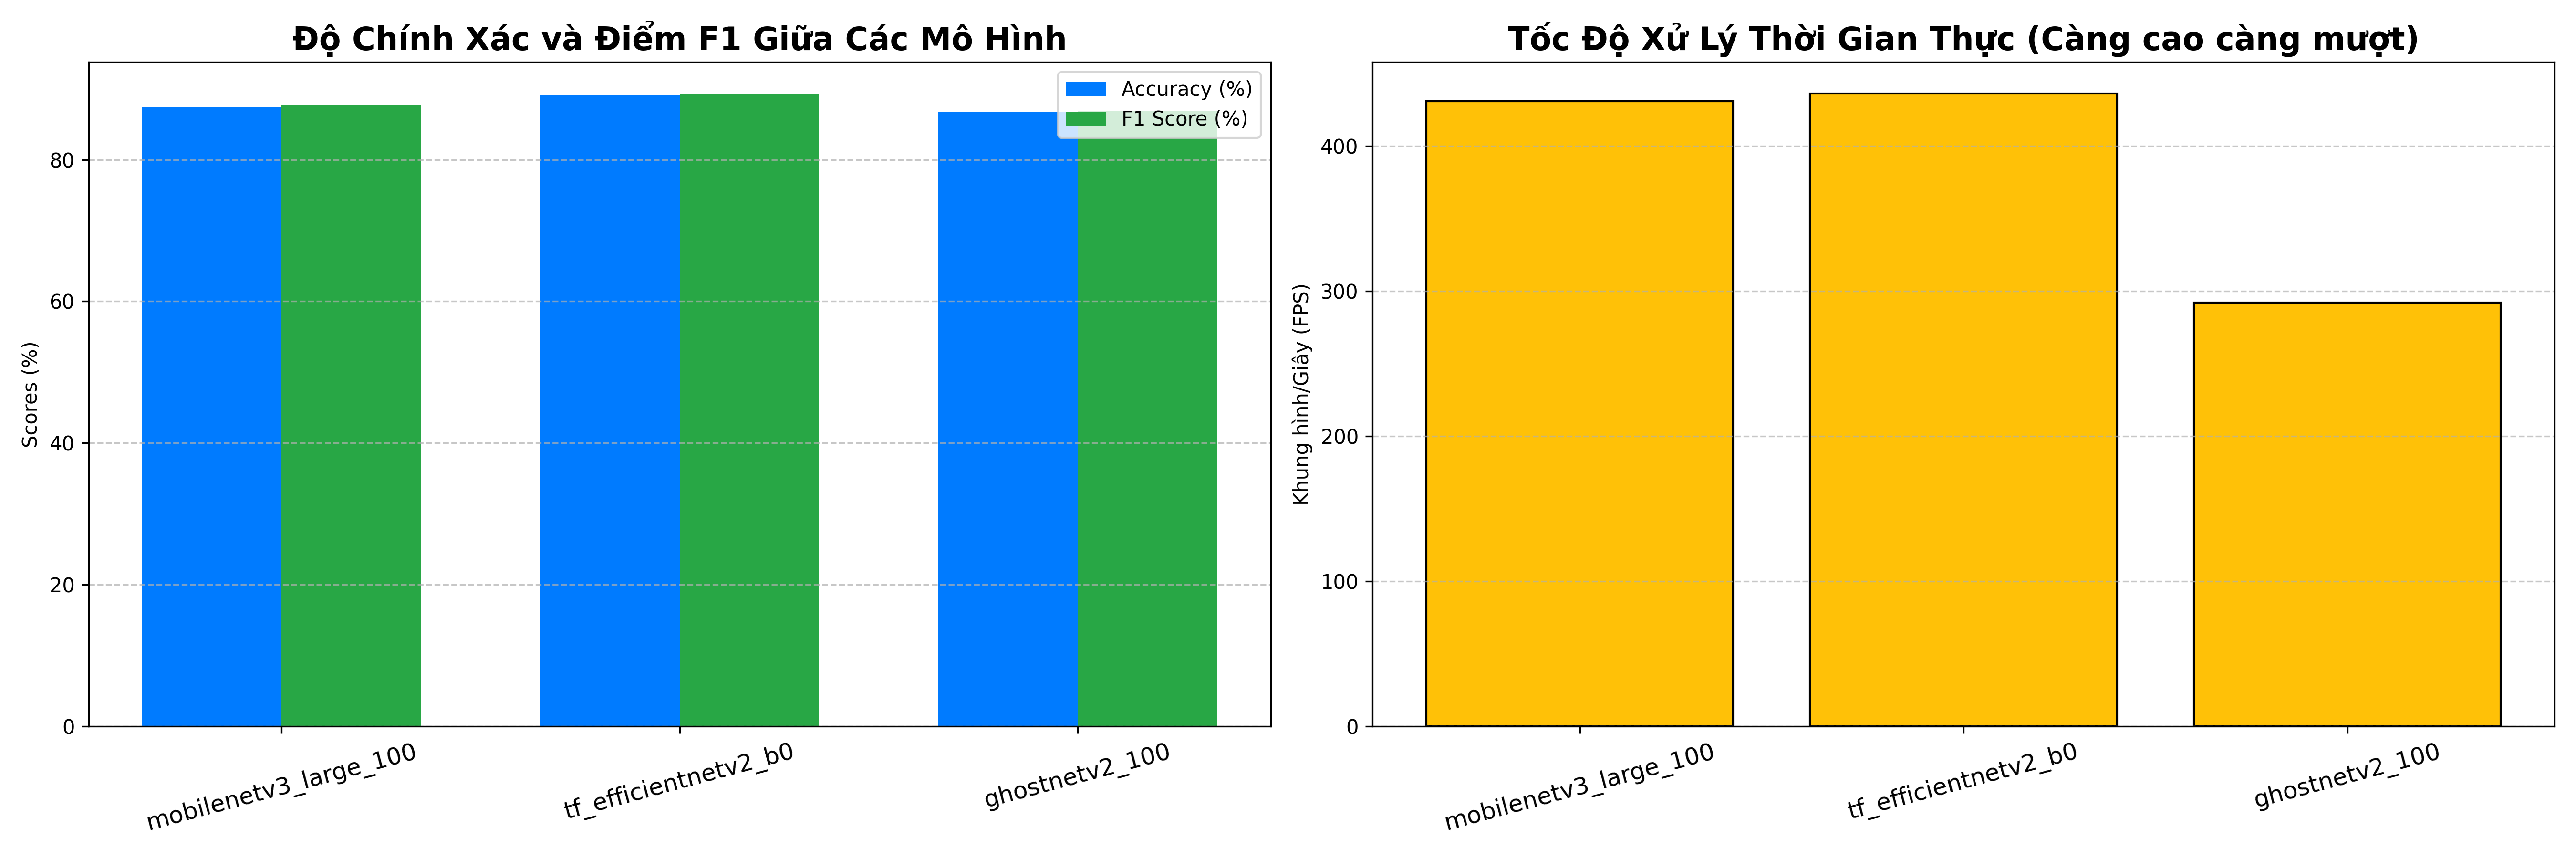 Độ Chính Xác và Điểm F1 Giữa Các Mô Hình
Accuracy (%)
F1 Score (%)
Scores (%)
80
60
40
20
0
mobilenetv3_large_100
tf_efficientnetv2_b0
ghostnetv2_100
Tốc Độ Xử Lý Thời Gian Thực (Càng cao càng mượt)
Khung hình/Giây (FPS)
400
300
200
100
0
mobilenetv3_large_100
tf_efficientnetv2_b0
ghostnetv2_100